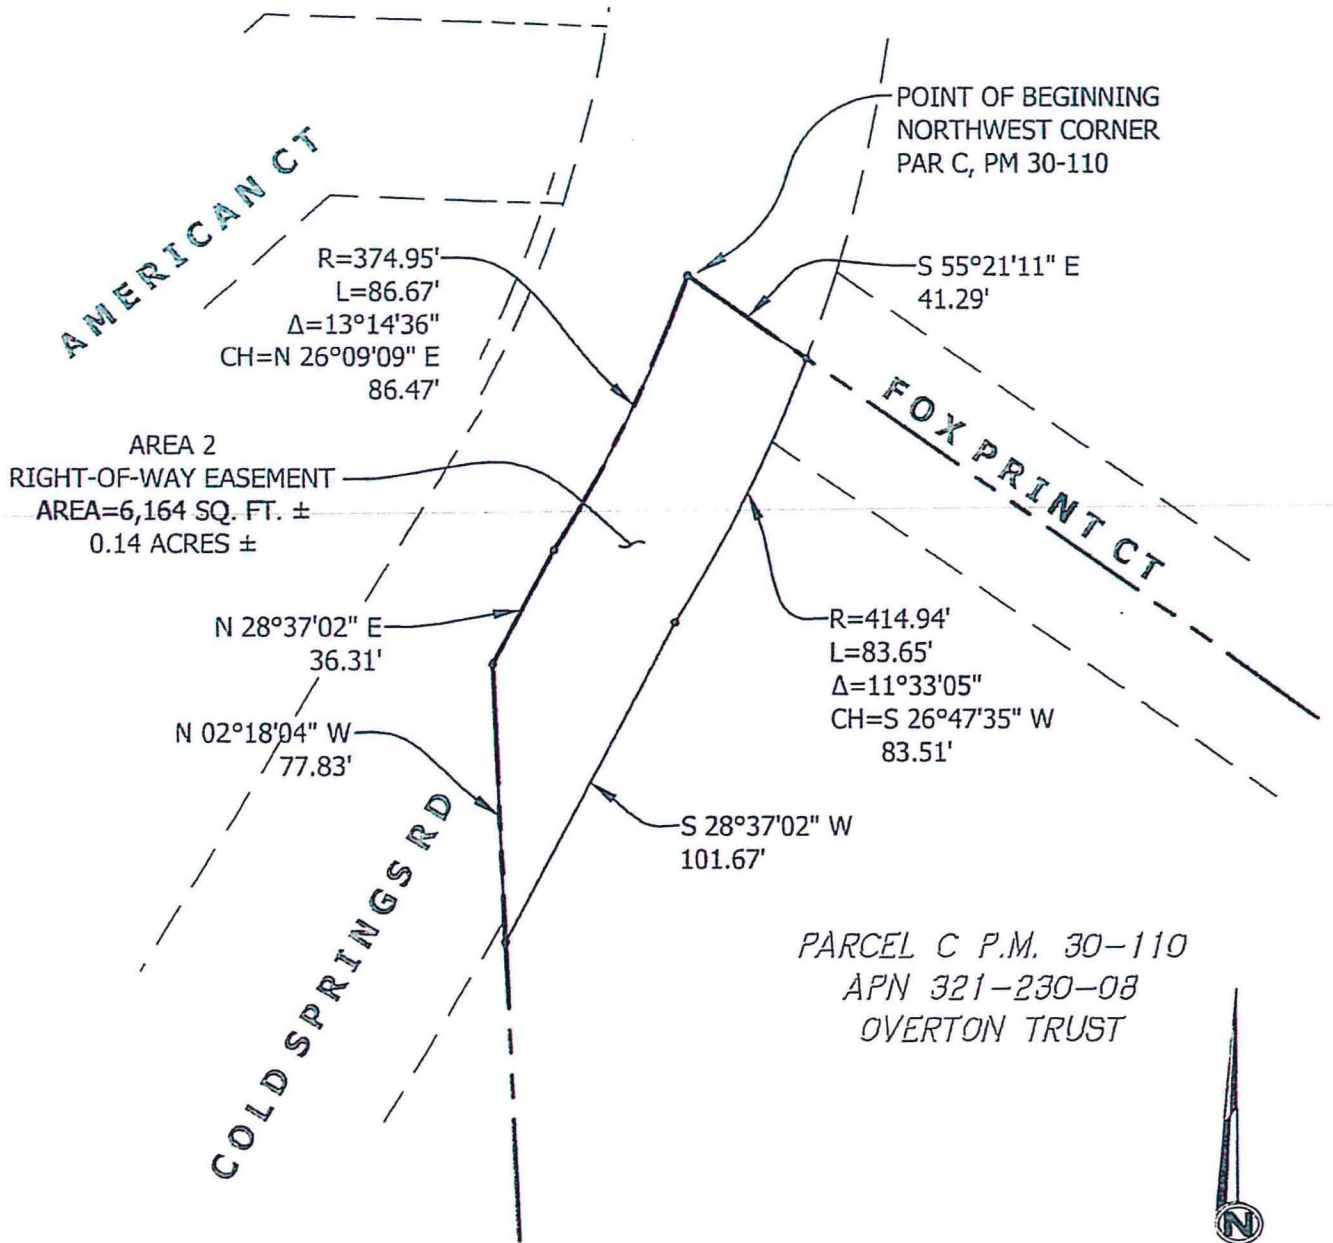 POINT OF BEGINNING
NORTHWEST CORNER
PAR C, PM 30-110
AMERICAN CT
R=374.95'
L=86.67'
Δ=13°14'36"
CH=N 26°09'09" E
86.47'
S 55°21'11" E
41.29'
FOX PRINT CT
AREA 2
RIGHT-OF-WAY EASEMENT
AREA=6,164 SQ. FT. ±
0.14 ACRES ±
N 28°37'02" E
36.31'
R=414.94'
L=83.65'
Δ=11°33'05"
CH=S 26°47'35" W
83.51'
N 02°18'04" W
77.83'
S 28°37'02" W
101.67'
COLD SPRINGS RD
PARCEL C P.M. 30-110
APN 321-230-08
OVERTON TRUST
N